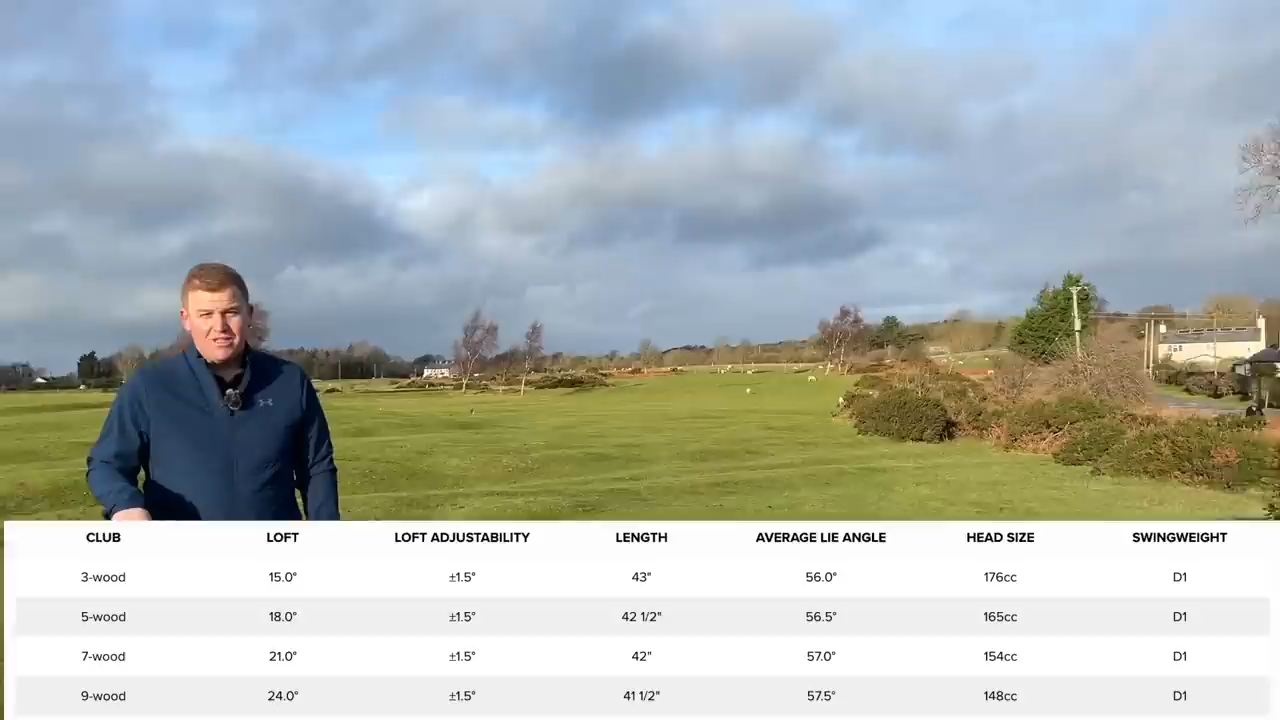 CLUB LOFT LOFT ADJUSTABILITY LENGTH AVERAGE LIE ANGLE HEAD SIZE SWINGWEIGHT
3-wood 15.0° ±1.5° 43" 56.0° 176cc D1
5-wood 18.0° ±1.5° 42 1/2" 56.5° 165cc D1
7-wood 21.0° ±1.5° 42" 57.0° 154cc D1
9-wood 24.0° ±1.5° 41 1/2" 57.5° 148cc D1